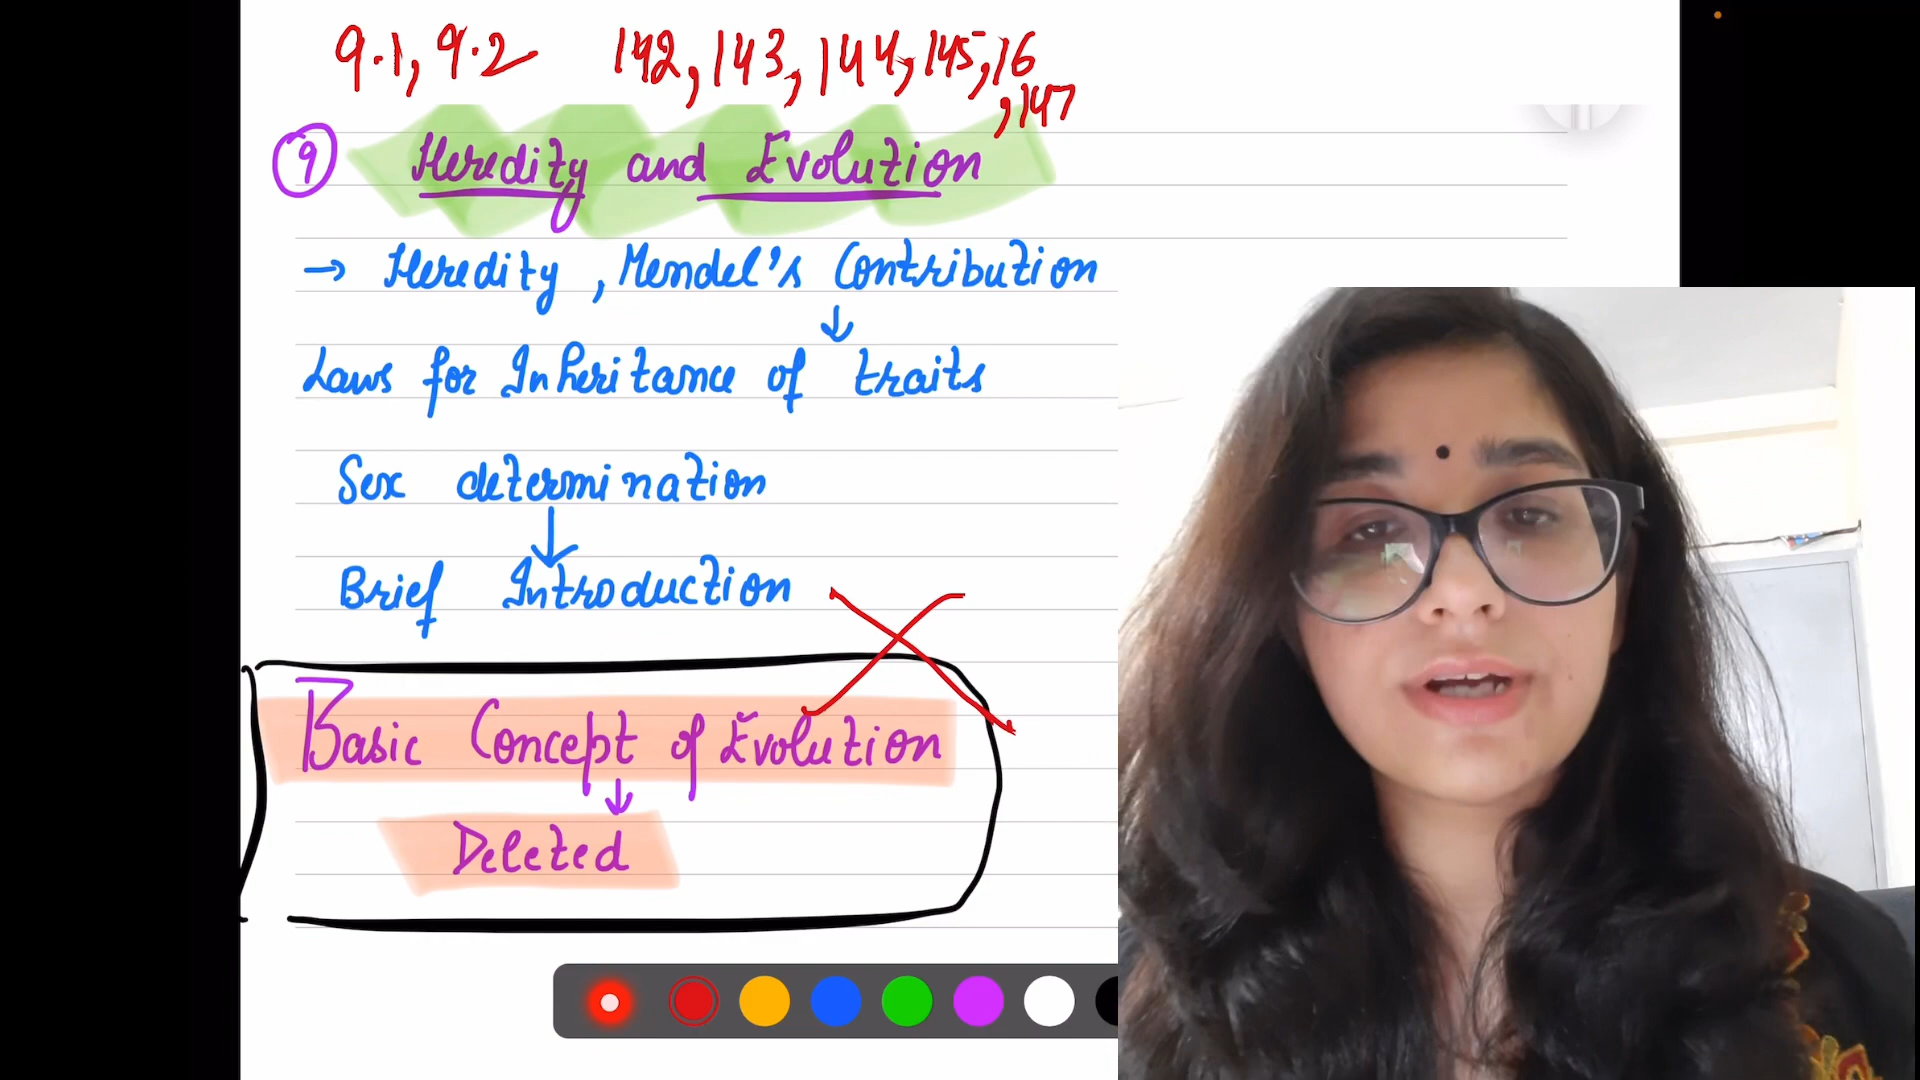 9.1, 9.2 142, 143, 144, 145, 16
, 147
9 Heredity and Evolution
→ Heredity, Mendel's Contribution
↓
Laws for Inheritance of traits
Sex determination
↓
Brief Introduction
Basic Concept of Evolution
↓
Deleted